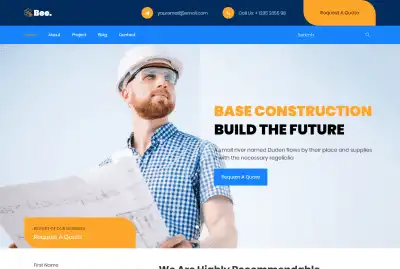 Bee.
youremail@email.com
Call Us: + 1235 2355 98
Request A Quote
Home
About
Project
Blog
Contact
Search
BASE CONSTRUCTION
BUILD THE FUTURE
A small river named Duden flows by their place and supplies
it with the necessary regelialia.
Request A Quote
Request A Quote
First Name
We Are Highly Recommendable